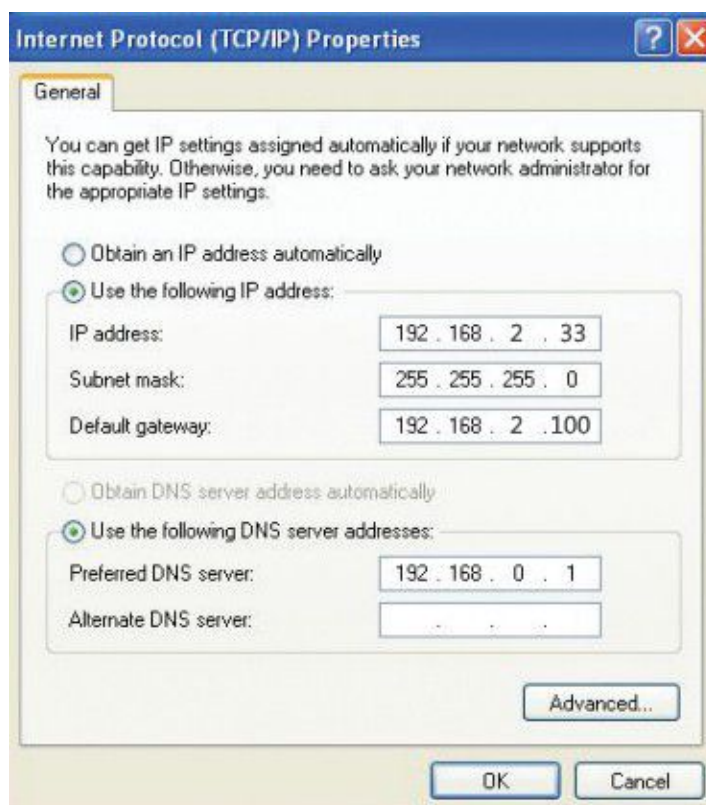 Internet Protocol (TCP/IP) Properties
General
You can get IP settings assigned automatically if your network supports
this capability. Otherwise, you need to ask your network administrator for
the appropriate IP settings.
Obtain an IP address automatically
Use the following IP address:
IP address: 192 . 168 . 2 . 33
Subnet mask: 255 . 255 . 255 . 0
Default gateway: 192 . 168 . 2 .100
Obtain DNS server address automatically
Use the following DNS server addresses:
Preferred DNS server: 192 . 168 . 0 . 1
Alternate DNS server: . . .
Advanced...
OK Cancel